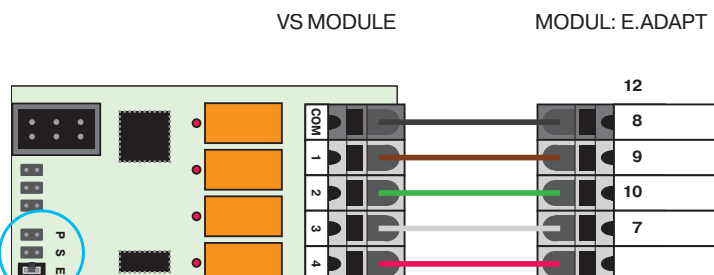 VS MODULE MODUL: E.ADAPT
12
COM 8
1 9
2 10
3 7
4
P
S
E